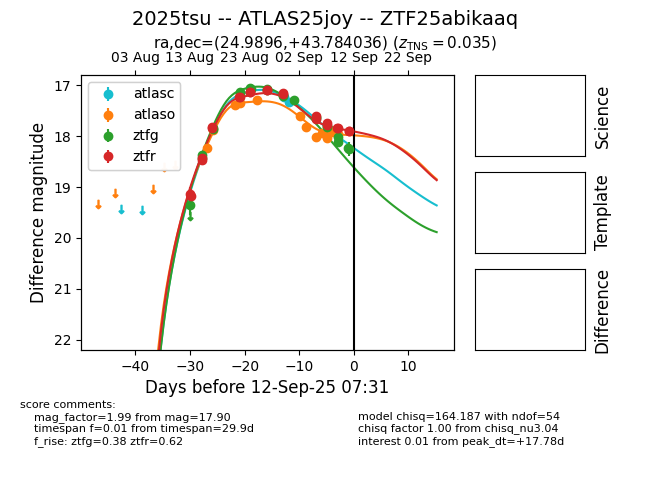 2025tsu -- ATLAS25joy -- ZTF25abikaaq
ra,dec=(24.9896,+43.784036) (zTNS = 0.035)
03 Aug 13 Aug 23 Aug 02 Sep 12 Sep 22 Sep
atlasc
atlaso
ztfg
ztfr
17
18
19
20
21
22
Difference magnitude
−40 −30 −20 −10 0 10
Days before 12-Sep-25 07:31
Science
Template
Difference
score comments:
mag_factor=1.99 from mag=17.90
timespan f=0.01 from timespan=29.9d
f_rise: ztfg=0.38 ztfr=0.62
model chisq=164.187 with ndof=54
chisq factor 1.00 from chisq_nu3.04
interest 0.01 from peak_dt=+17.78d